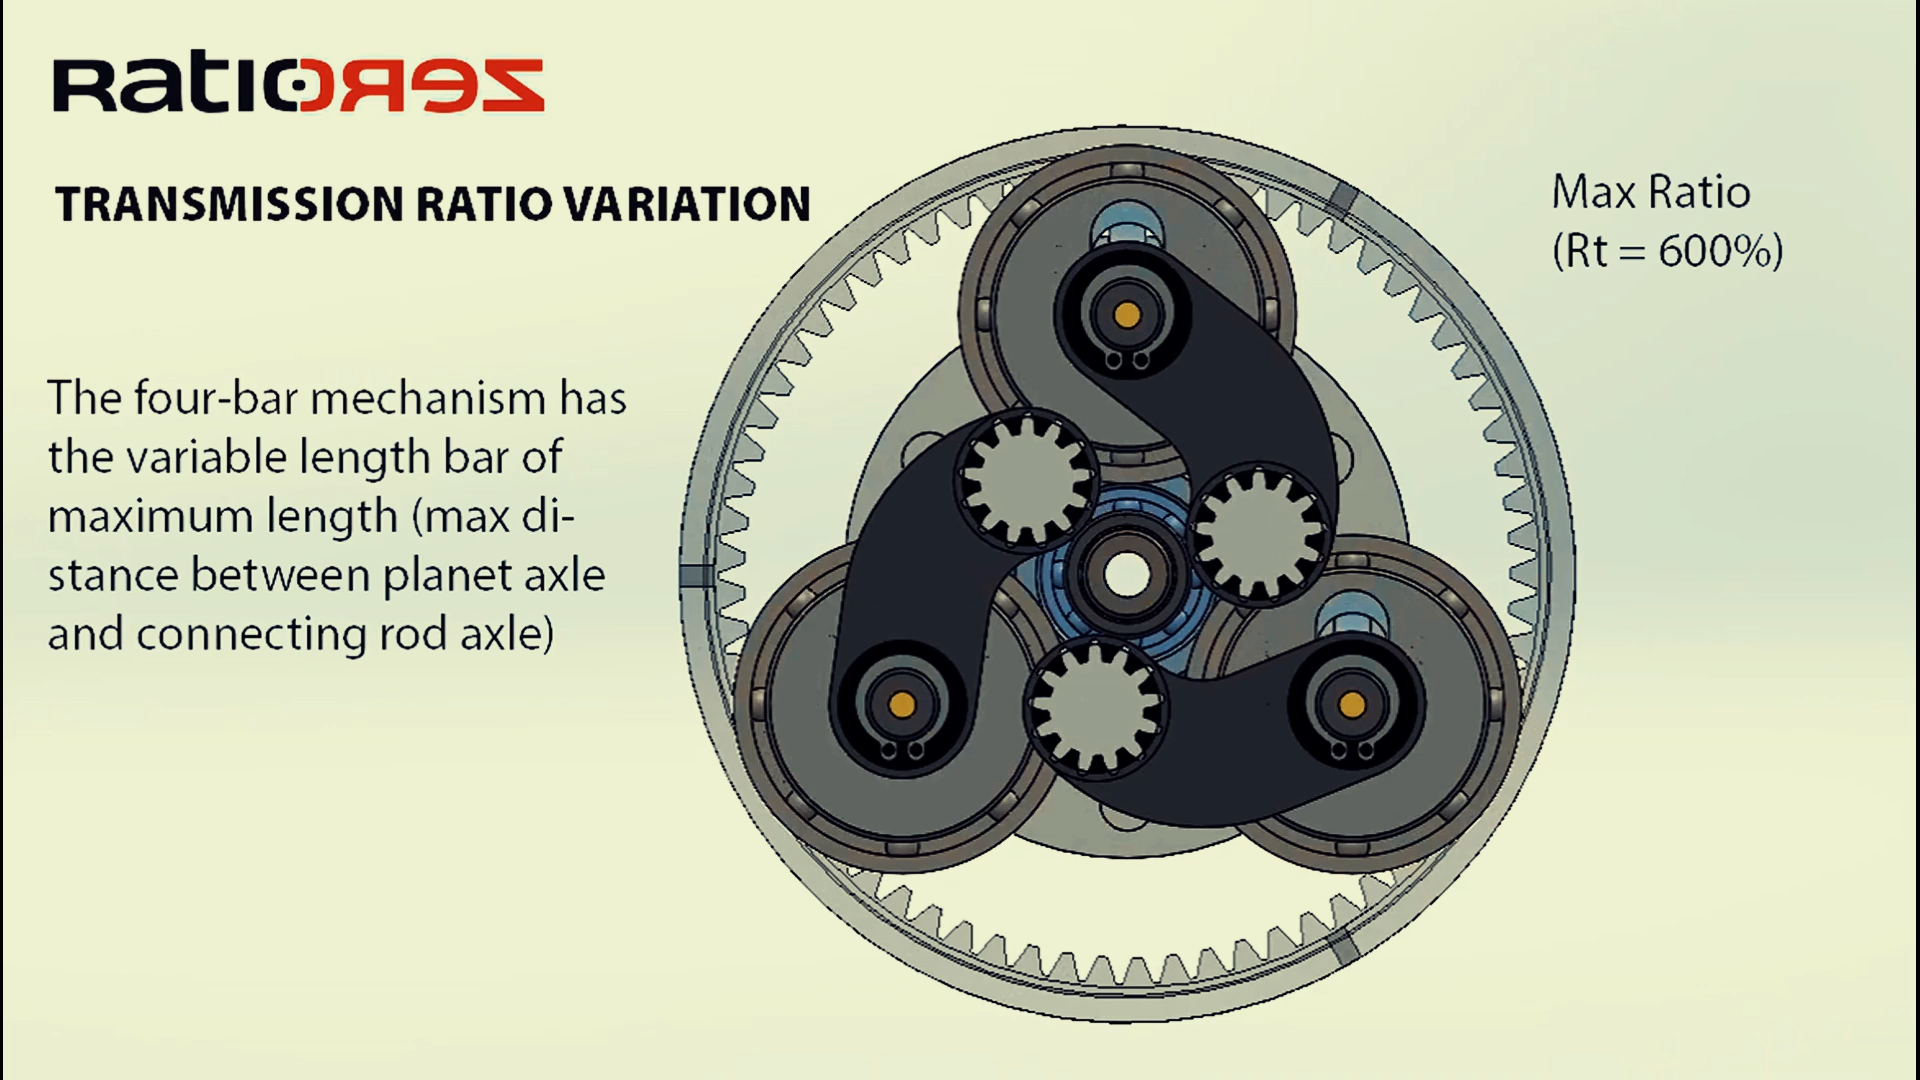 RatioЯeZ
TRANSMISSION RATIO VARIATION
Max Ratio
(Rt = 600%)
The four-bar mechanism has
the variable length bar of
maximum length (max di-
stance between planet axle
and connecting rod axle)